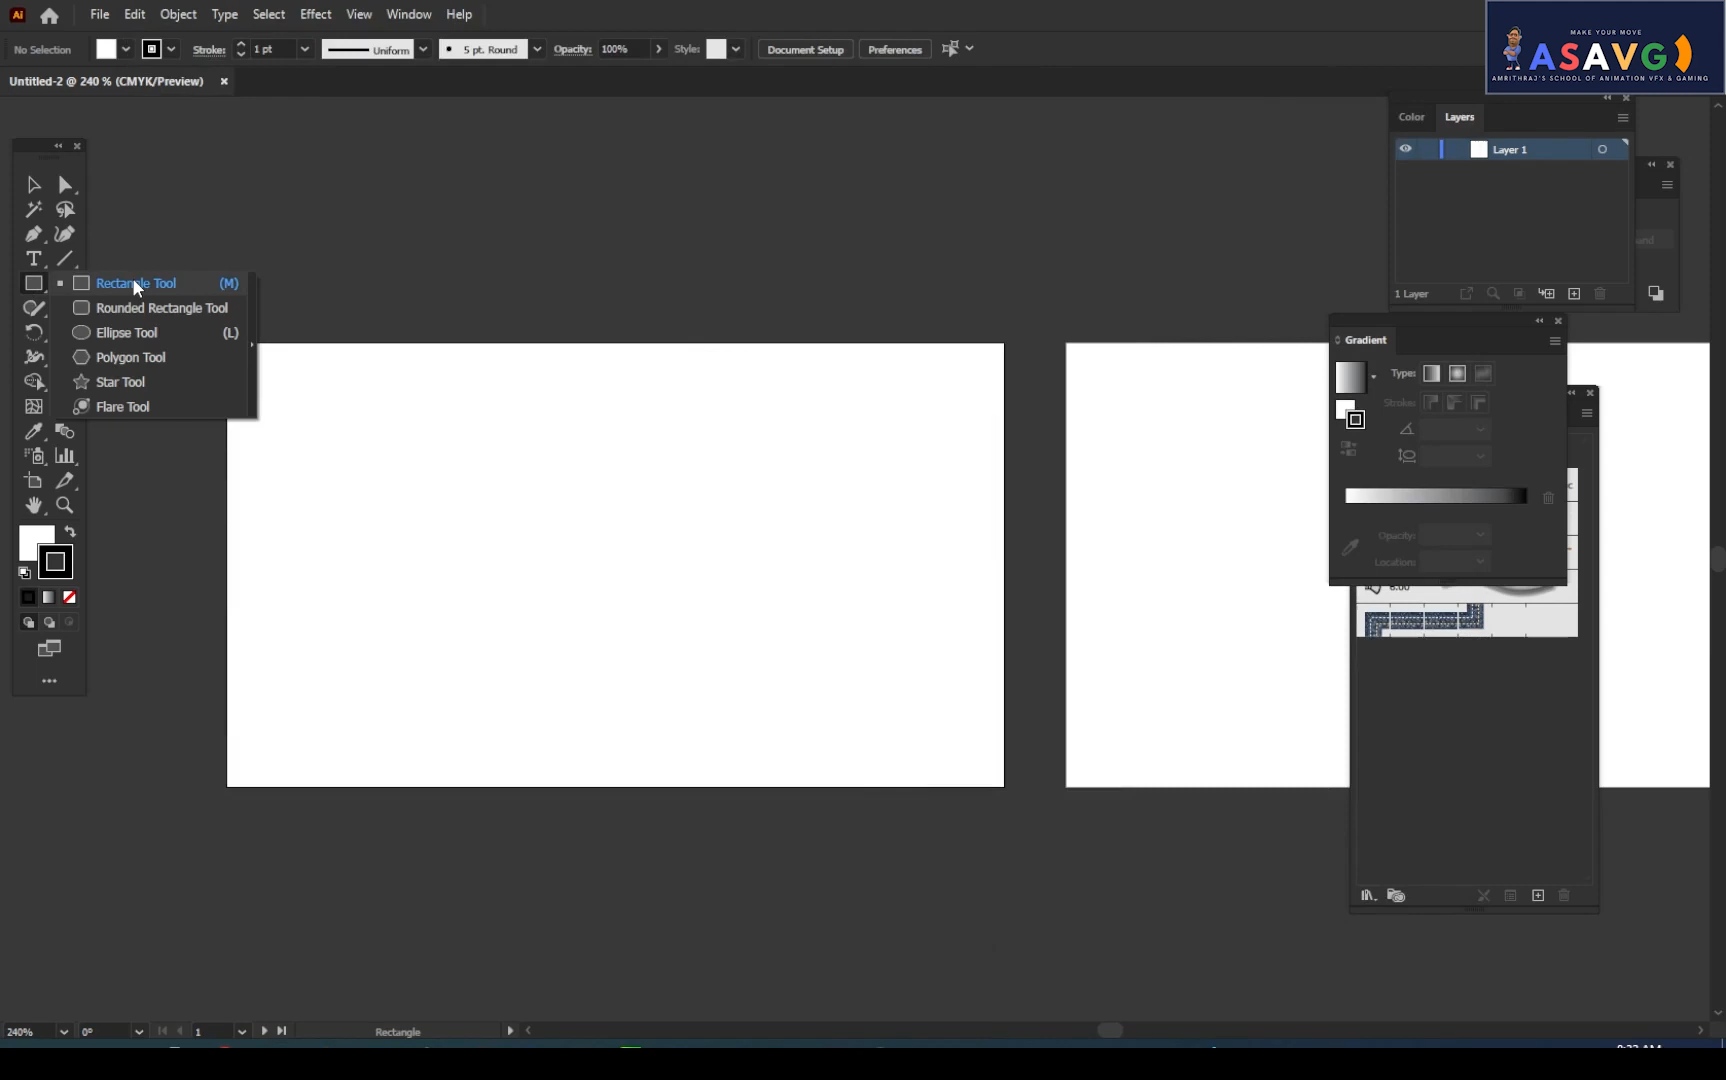 Ai
File Edit Object Type Select Effect View Window Help
No Selection Stroke: 1 pt Uniform 5 pt. Round Opacity: 100% Style: Document Setup Preferences
MAKE YOUR MOVE
ASAVG
AMRITHRAJ'S SCHOOL OF ANIMATION VFX & GAMING
Untitled-2 @ 240 % (CMYK/Preview)
Color Layers
Layer 1
1 Layer
Rectangle Tool (M)
Rounded Rectangle Tool
Ellipse Tool (L)
Polygon Tool
Star Tool
Flare Tool
Gradient
Type:
Stroke:
Opacity:
Location:
6.00
240% 0° 1 Rectangle